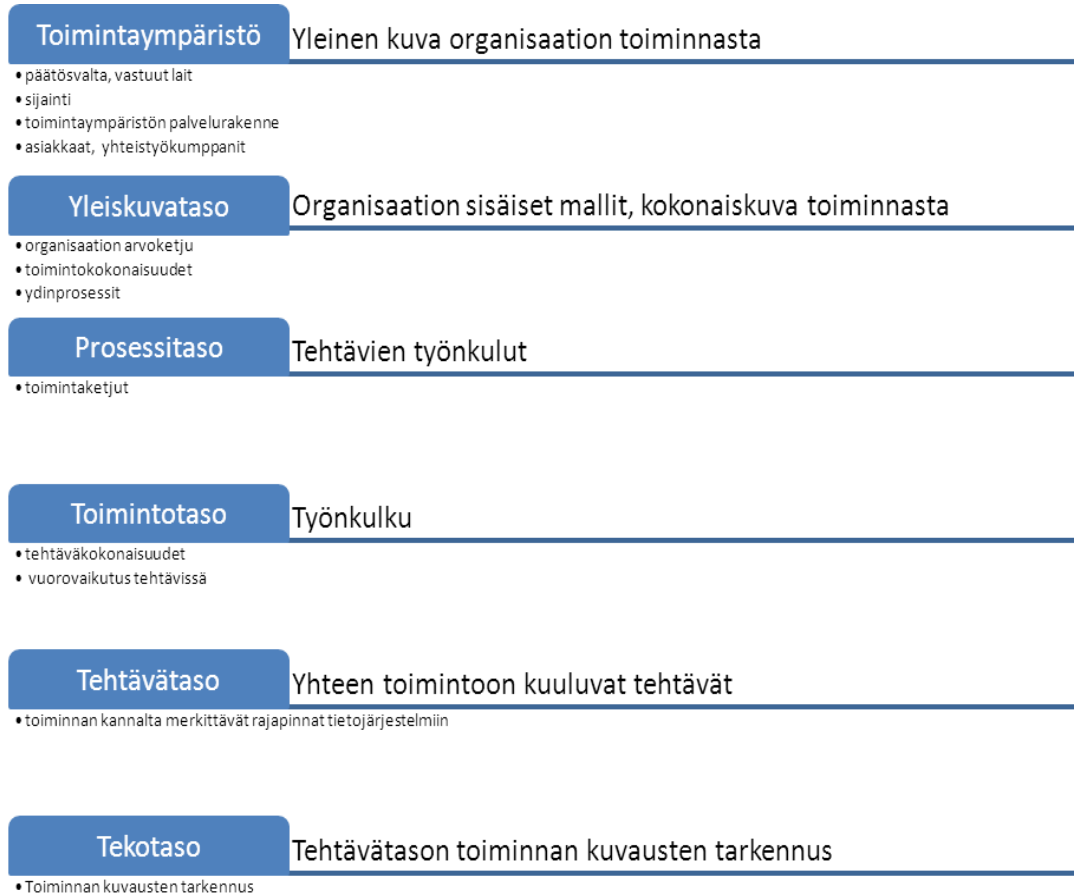 Toimintaympäristö Yleinen kuva organisaation toiminnasta
• päätösvalta, vastuut lait
• sijainti
• toimintaympäristön palvelurakenne
• asiakkaat, yhteistyökumppanit
Yleiskuvataso Organisaation sisäiset mallit, kokonaiskuva toiminnasta
• organisaation arvoketju
• toimintokokonaisuudet
• ydinprosessit
Prosessitaso Tehtävien työnkulut
• toimintaketjut
Toimintotaso Työnkulku
• tehtäväkokonaisuudet
• vuorovaikutus tehtävissä
Tehtävätaso Yhteen toimintoon kuuluvat tehtävät
• toiminnan kannalta merkittävät rajapinnat tietojärjestelmiin
Tekotaso Tehtävätason toiminnan kuvausten tarkennus
• Toiminnan kuvausten tarkennus